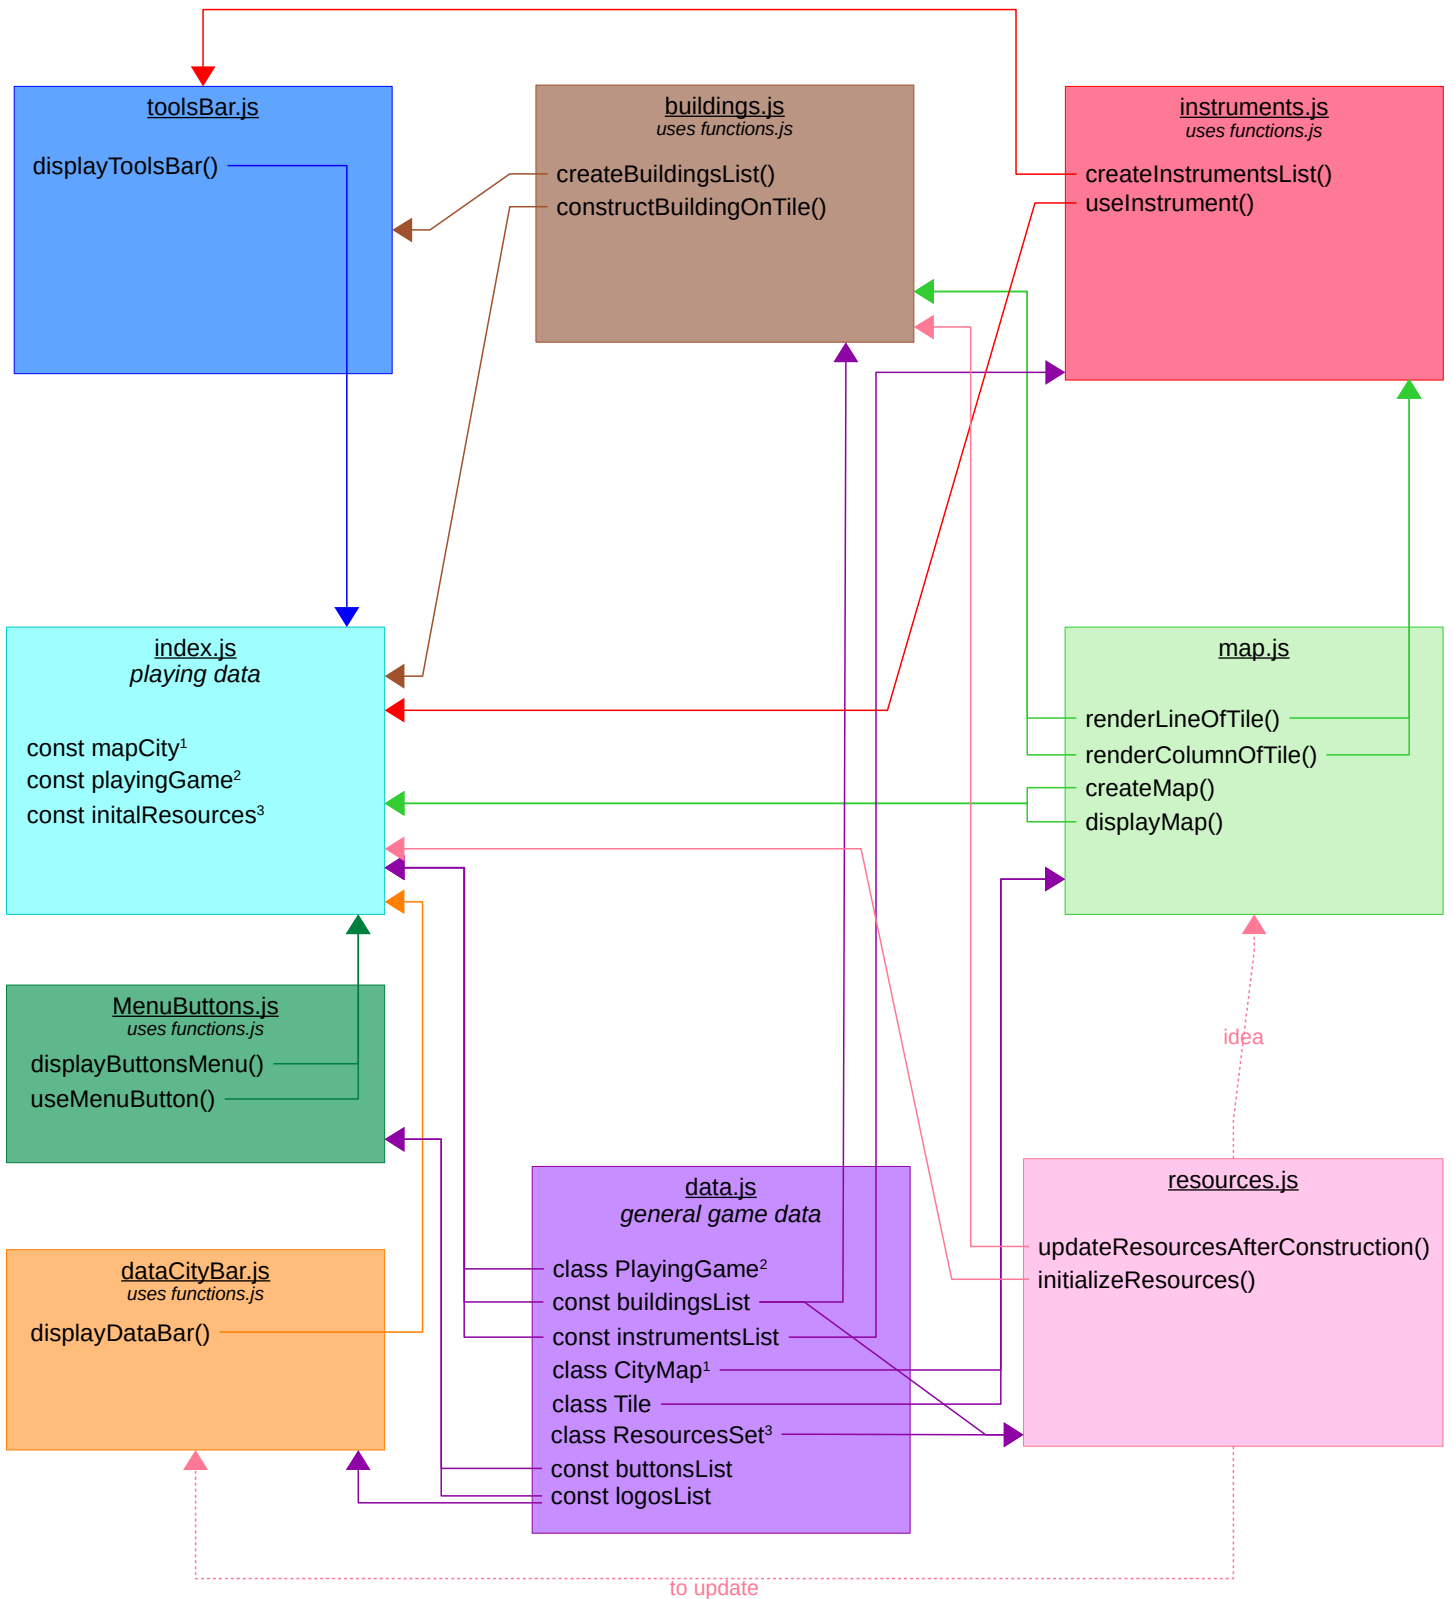 toolsBar.js
displayToolsBar()
buildings.js
uses functions.js
createBuildingsList()
constructBuildingOnTile()
instruments.js
uses functions.js
createInstrumentsList()
useInstrument()
index.js
playing data
const mapCity¹
const playingGame²
const initalResources³
map.js
renderLineOfTile()
renderColumnOfTile()
createMap()
displayMap()
MenuButtons.js
uses functions.js
displayButtonsMenu()
useMenuButton()
idea
dataCityBar.js
uses functions.js
displayDataBar()
data.js
general game data
class PlayingGame²
const buildingsList
const instrumentsList
class CityMap¹
class Tile
class ResourcesSet³
const buttonsList
const logosList
resources.js
updateResourcesAfterConstruction()
initializeResources()
to update